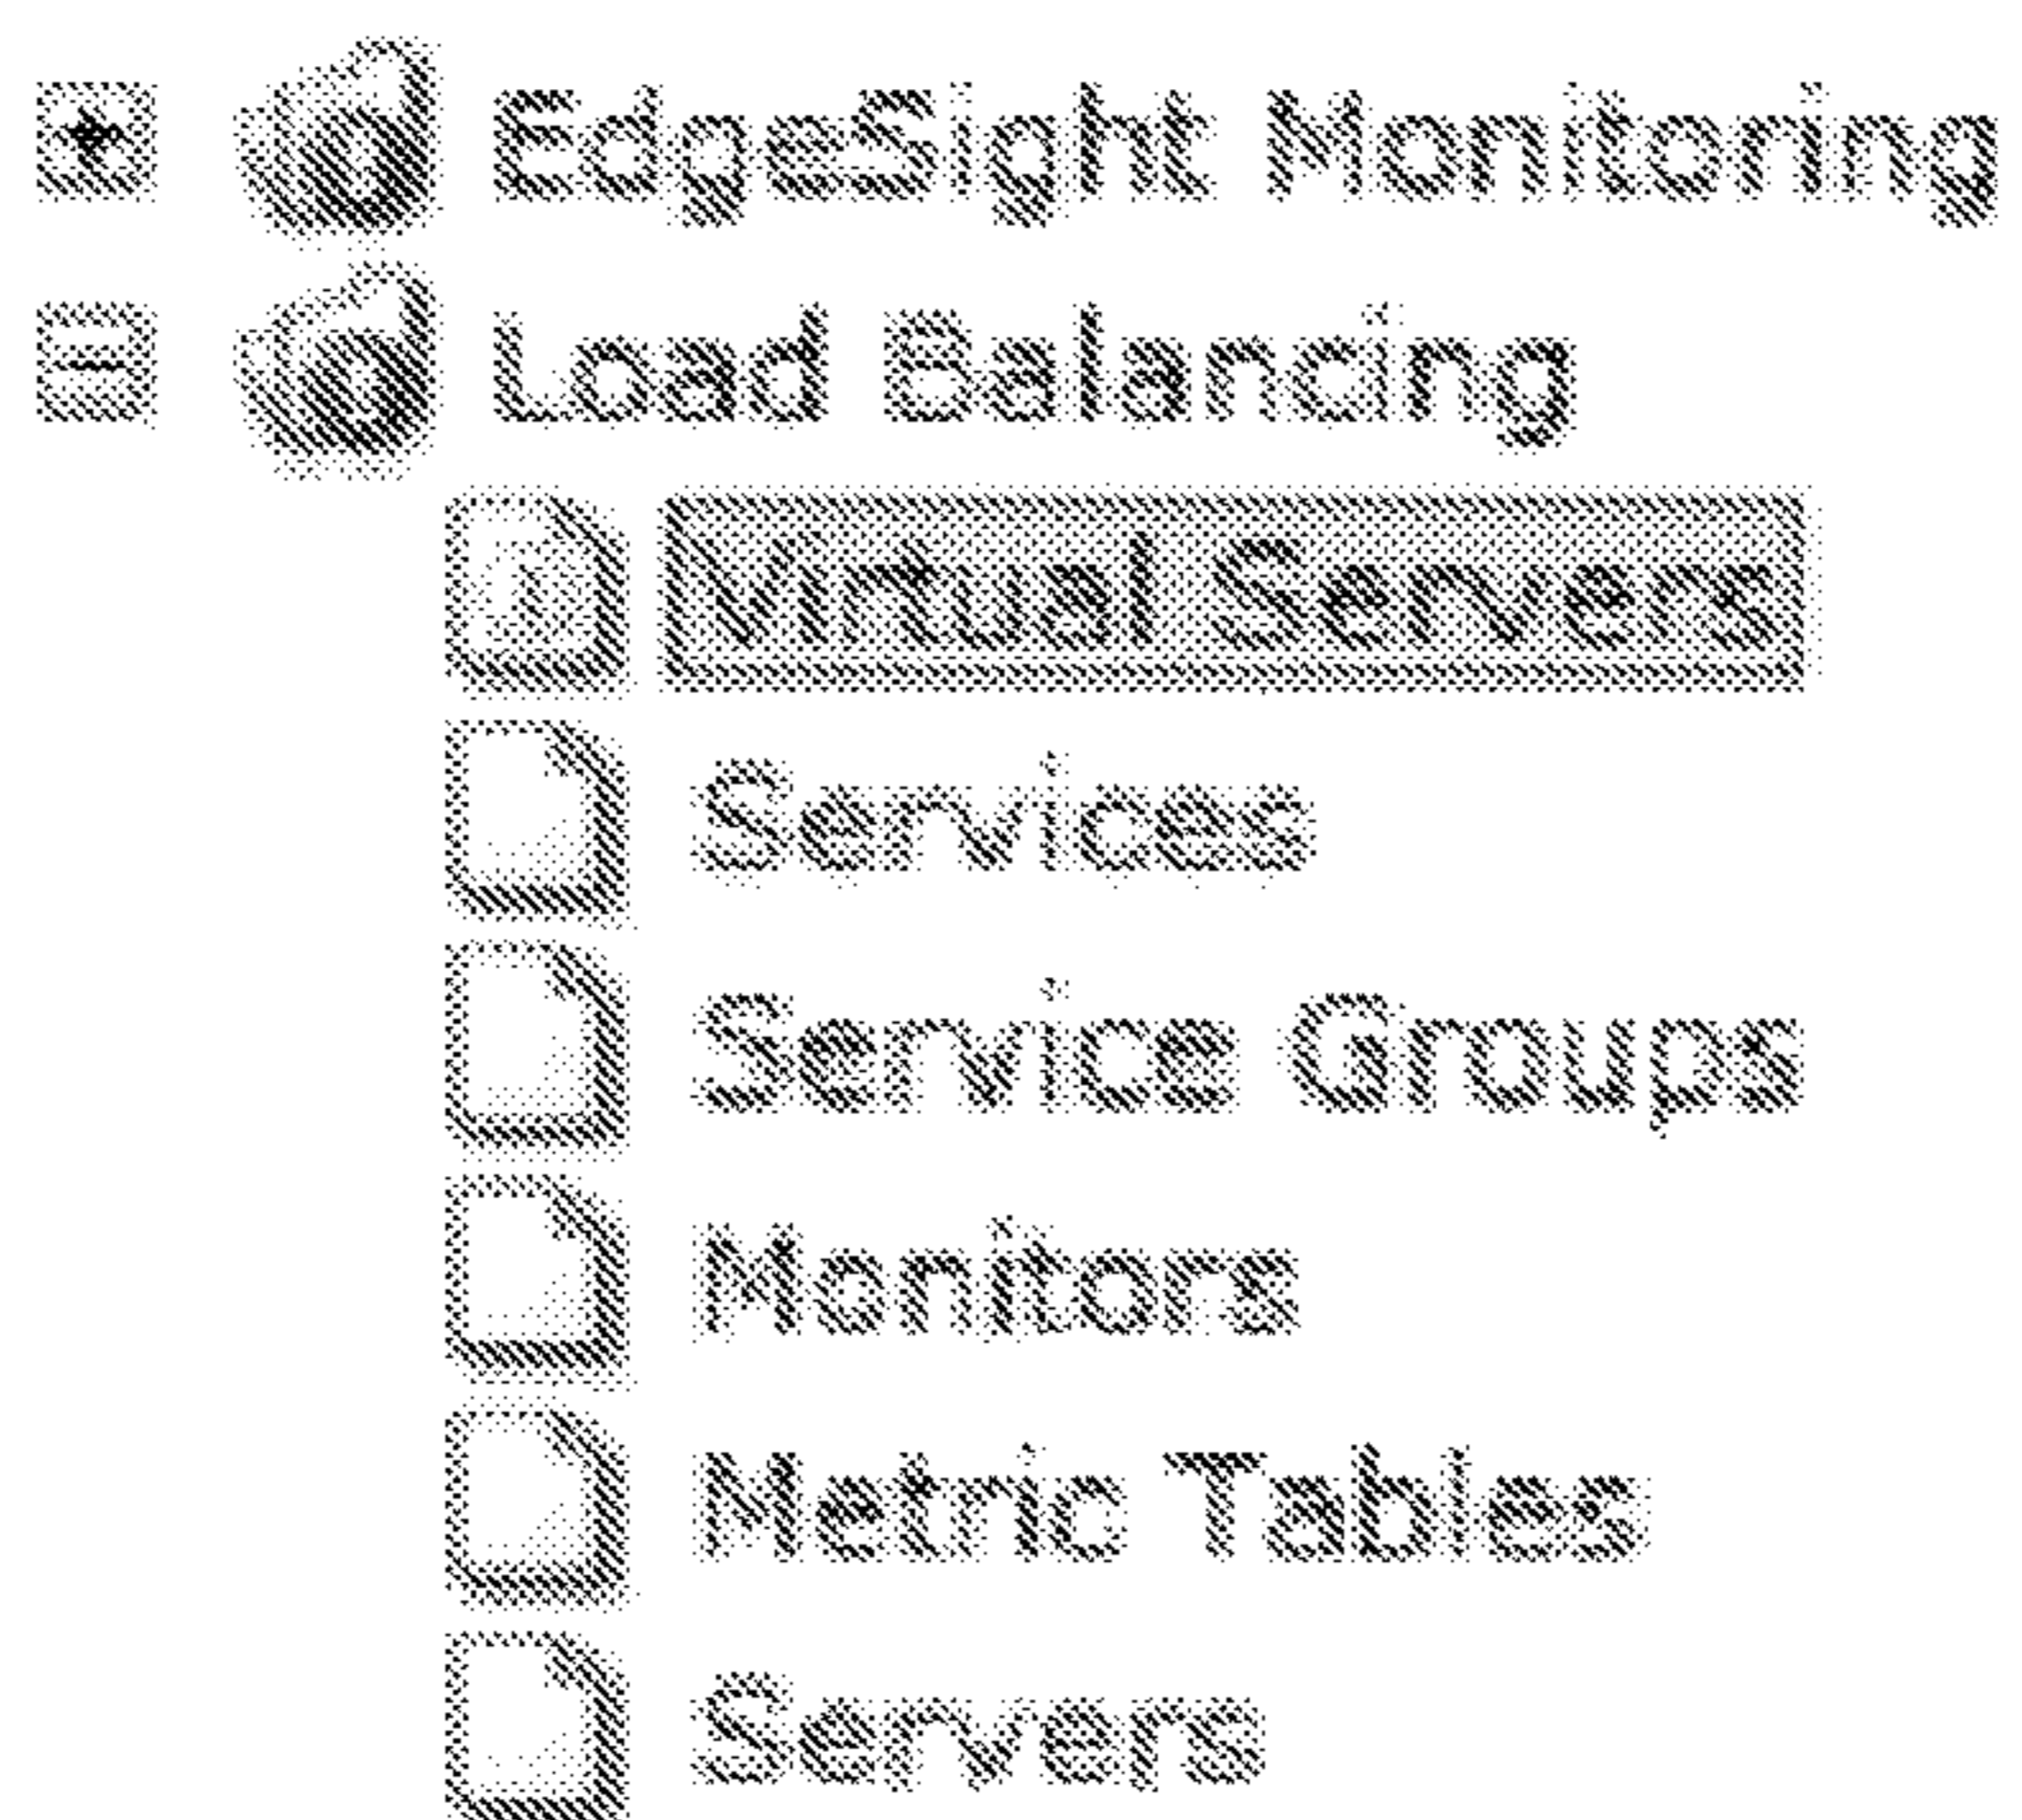 EdgeSight Monitoring
Load Balancing
Virtual Servers
Services
Service Groups
Monitors
Metric Tables
Servers